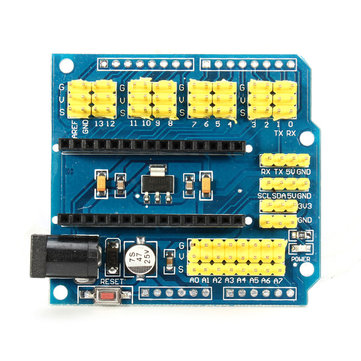 G
V
S
G
V
S
AREF
GND
13 12
11 10 9 8
7 6 5 4
3 2 1 0
TX RX
RX TX 5V GND
SCL SDA 5V GND
3V3
GND
7S
47
25V
G
V
S
POWER
A0 A1 A2 A3 A4 A5 A6 A7
RESET